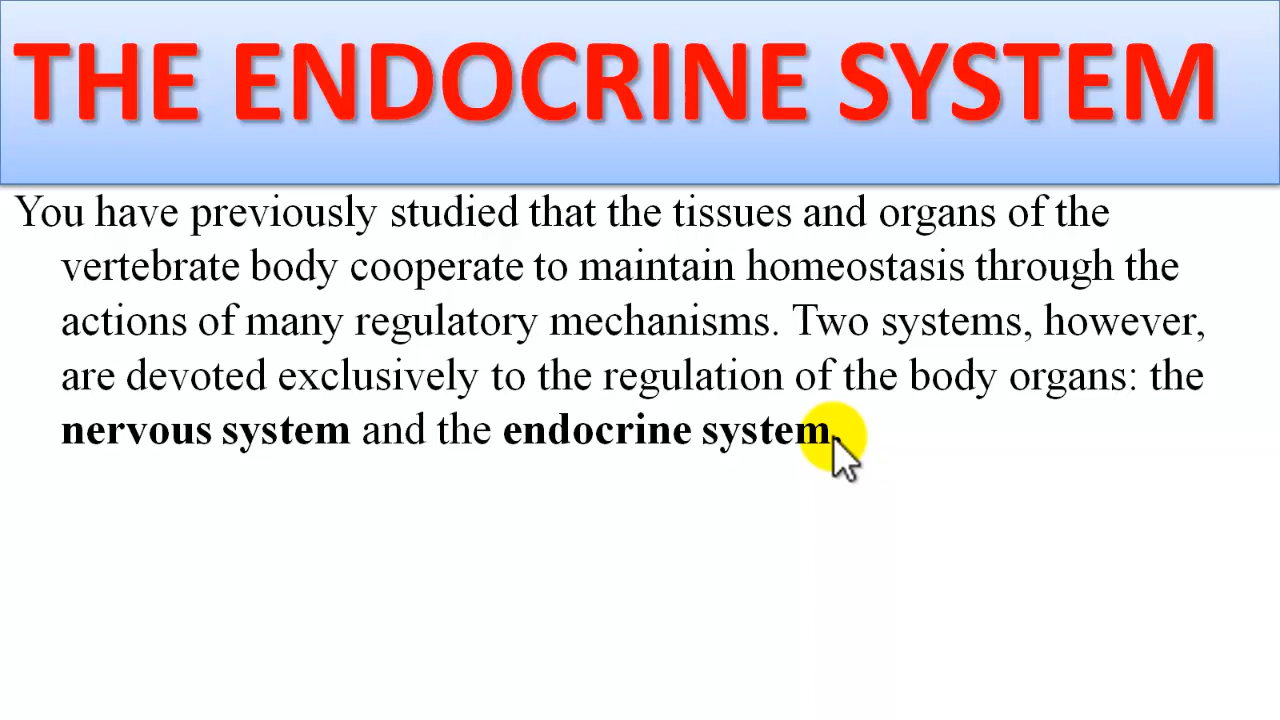 THE ENDOCRINE SYSTEM
You have previously studied that the tissues and organs of the
vertebrate body cooperate to maintain homeostasis through the
actions of many regulatory mechanisms. Two systems, however,
are devoted exclusively to the regulation of the body organs: the
nervous system and the endocrine system.